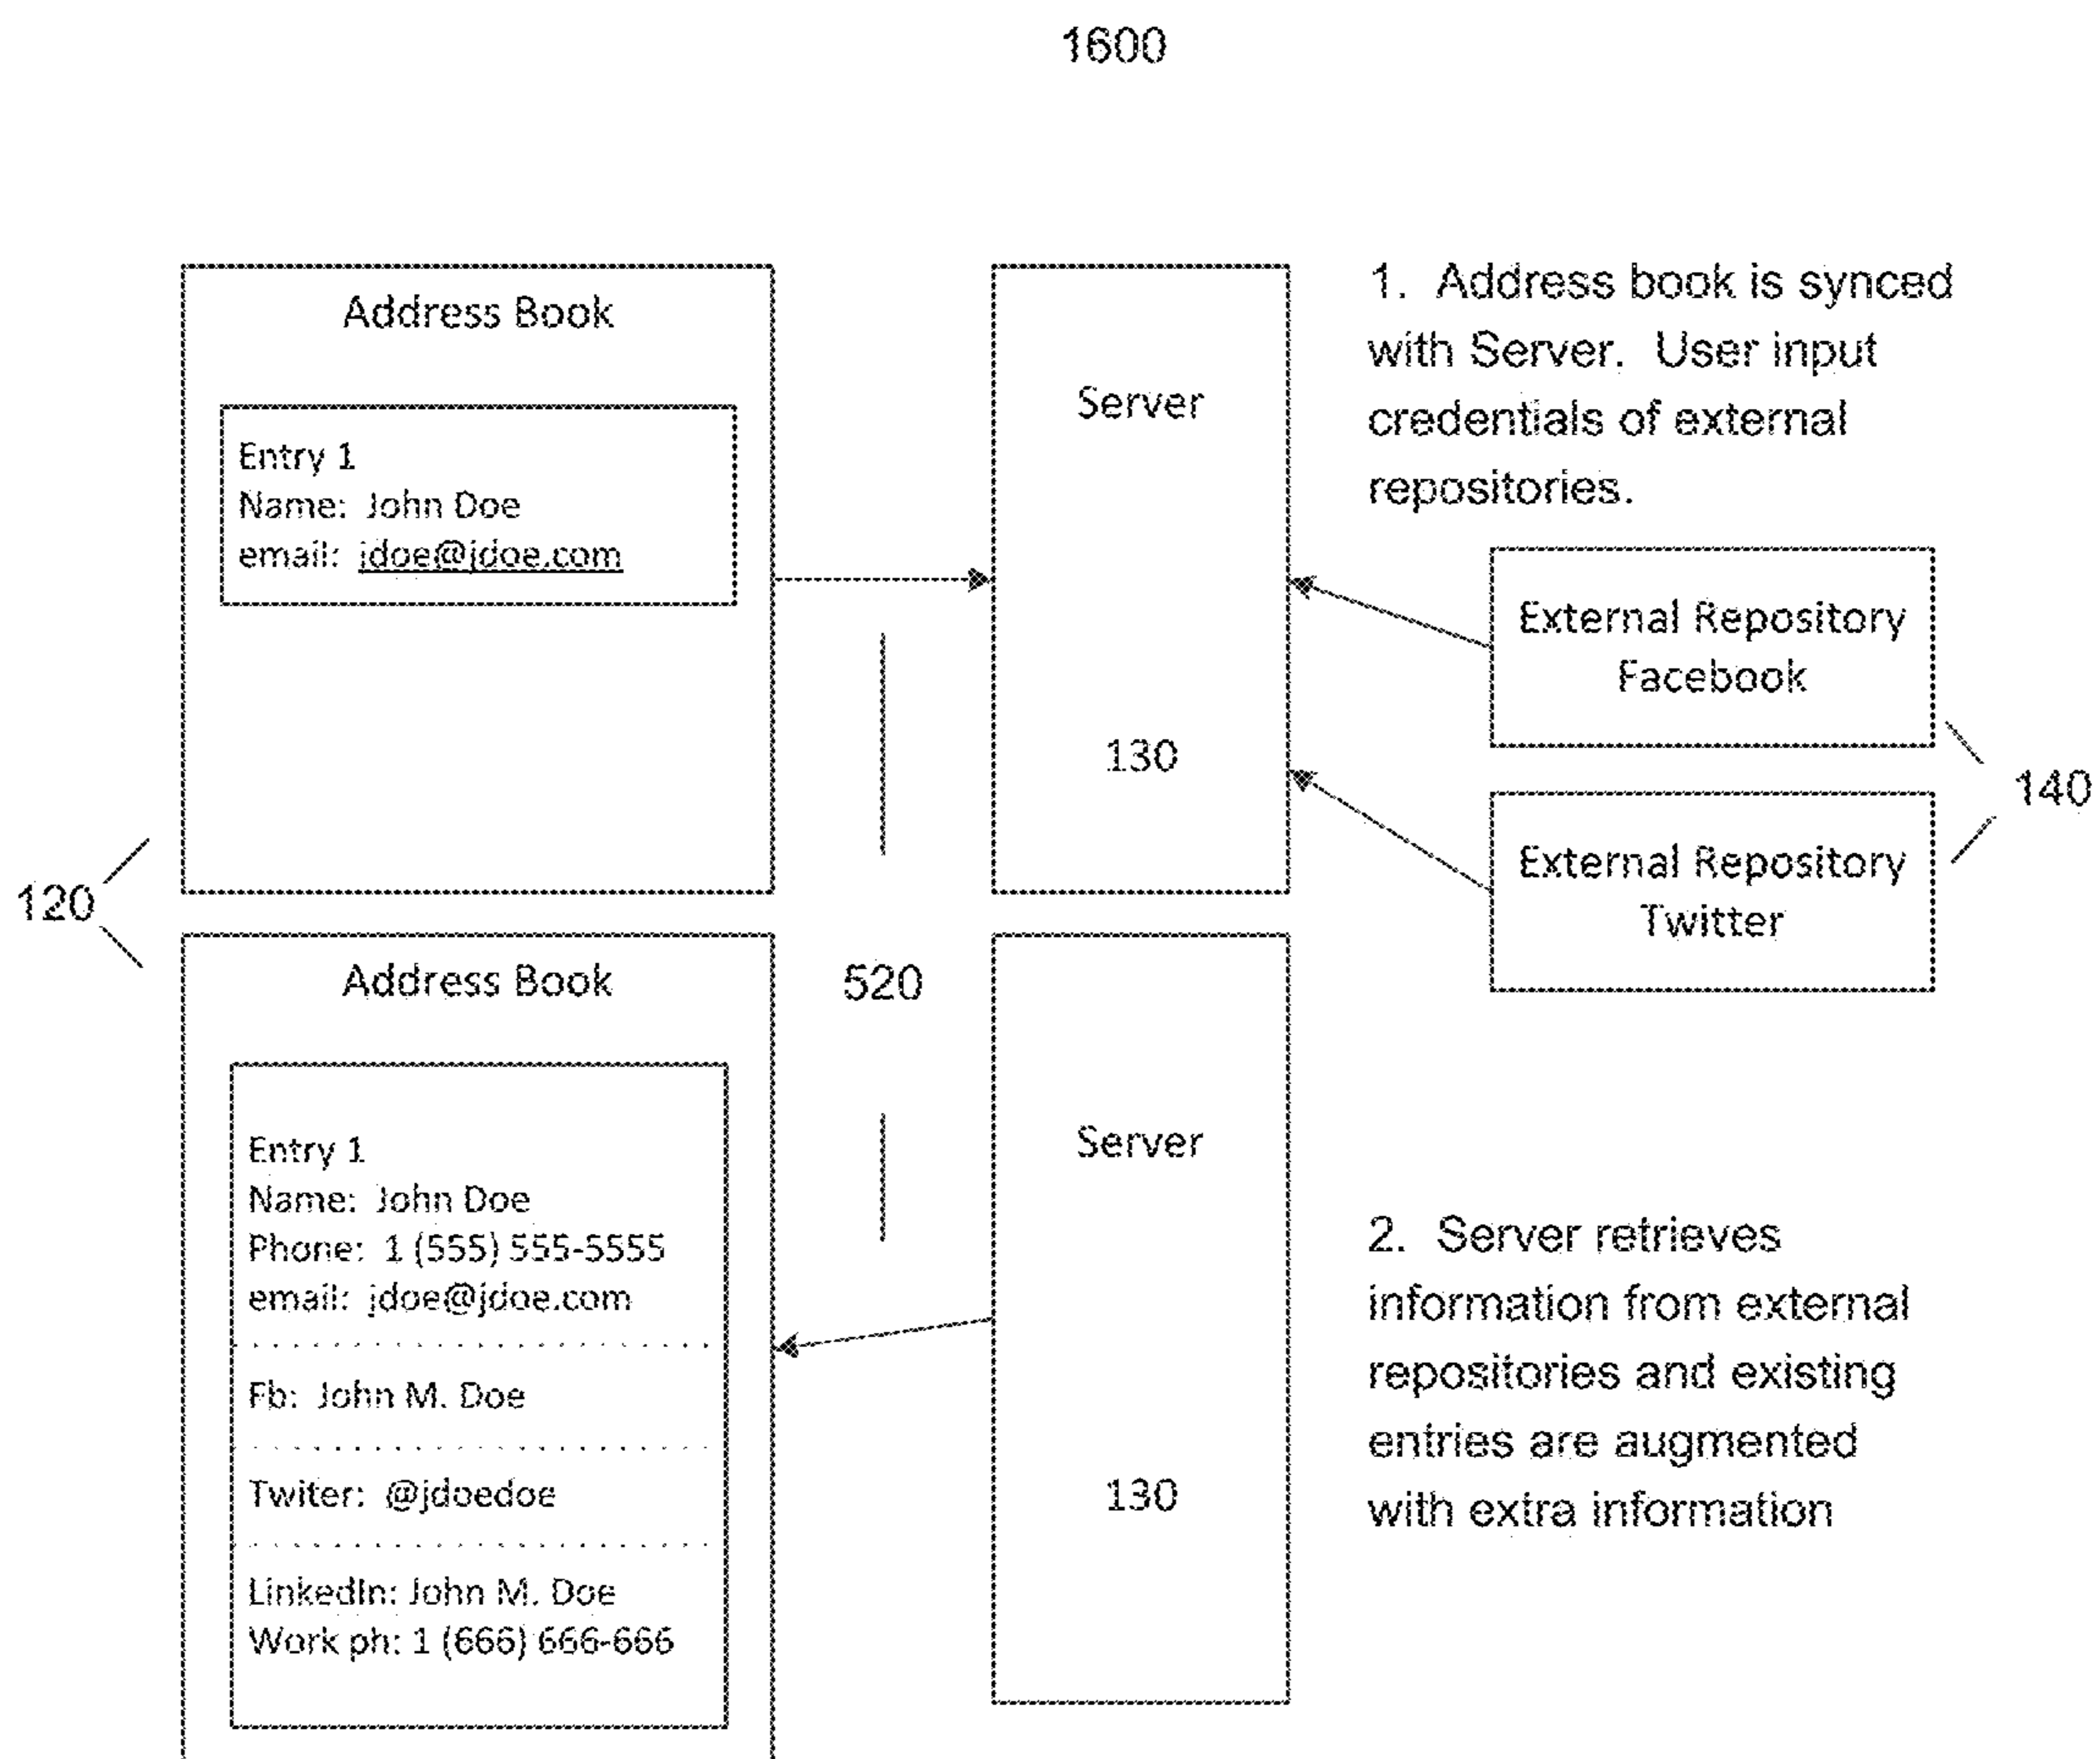 1600
Address Book
Entry 1
Name: John Doe
email: jdoe@jdoe.com
Server
130
1. Address book is synced
with Server. User input
credentials of external
repositories.
External Repository
Facebook
External Repository
Twitter
140
120
520
Address Book
Entry 1
Name: John Doe
Phone: 1 (555) 555-5555
email: jdoe@jdoe.com
Fb: John M. Doe
Twiter: @jdoedoe
LinkedIn: John M. Doe
Work ph: 1 (666) 666-666
Server
130
2. Server retrieves
information from external
repositories and existing
entries are augmented
with extra information